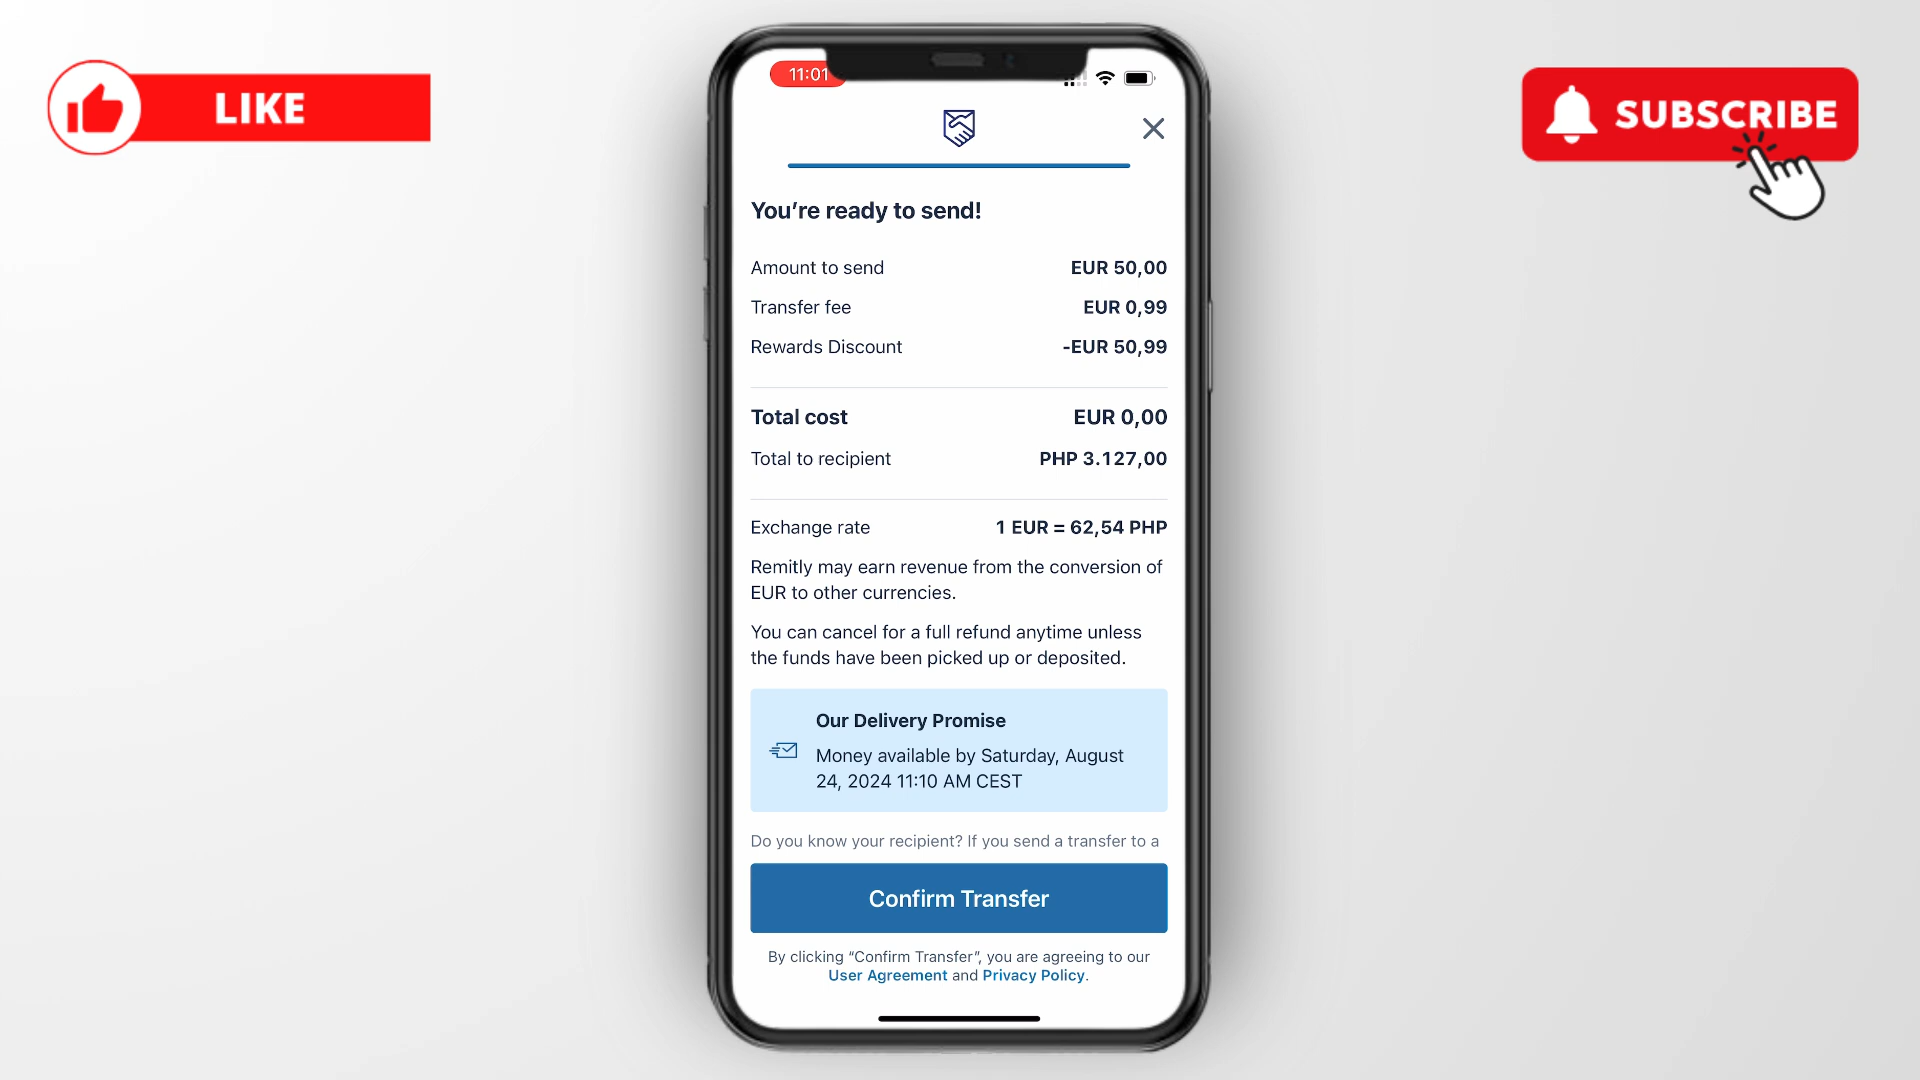 LIKE
SUBSCRIBE
11:01
You’re ready to send!
Amount to send EUR 50,00
Transfer fee EUR 0,99
Rewards Discount -EUR 50,99
Total cost EUR 0,00
Total to recipient PHP 3.127,00
Exchange rate 1 EUR = 62,54 PHP
Remitly may earn revenue from the conversion of
EUR to other currencies.
You can cancel for a full refund anytime unless
the funds have been picked up or deposited.
Our Delivery Promise
Money available by Saturday, August
24, 2024 11:10 AM CEST
Do you know your recipient? If you send a transfer to a
Confirm Transfer
By clicking “Confirm Transfer”, you are agreeing to our
User Agreement and Privacy Policy.